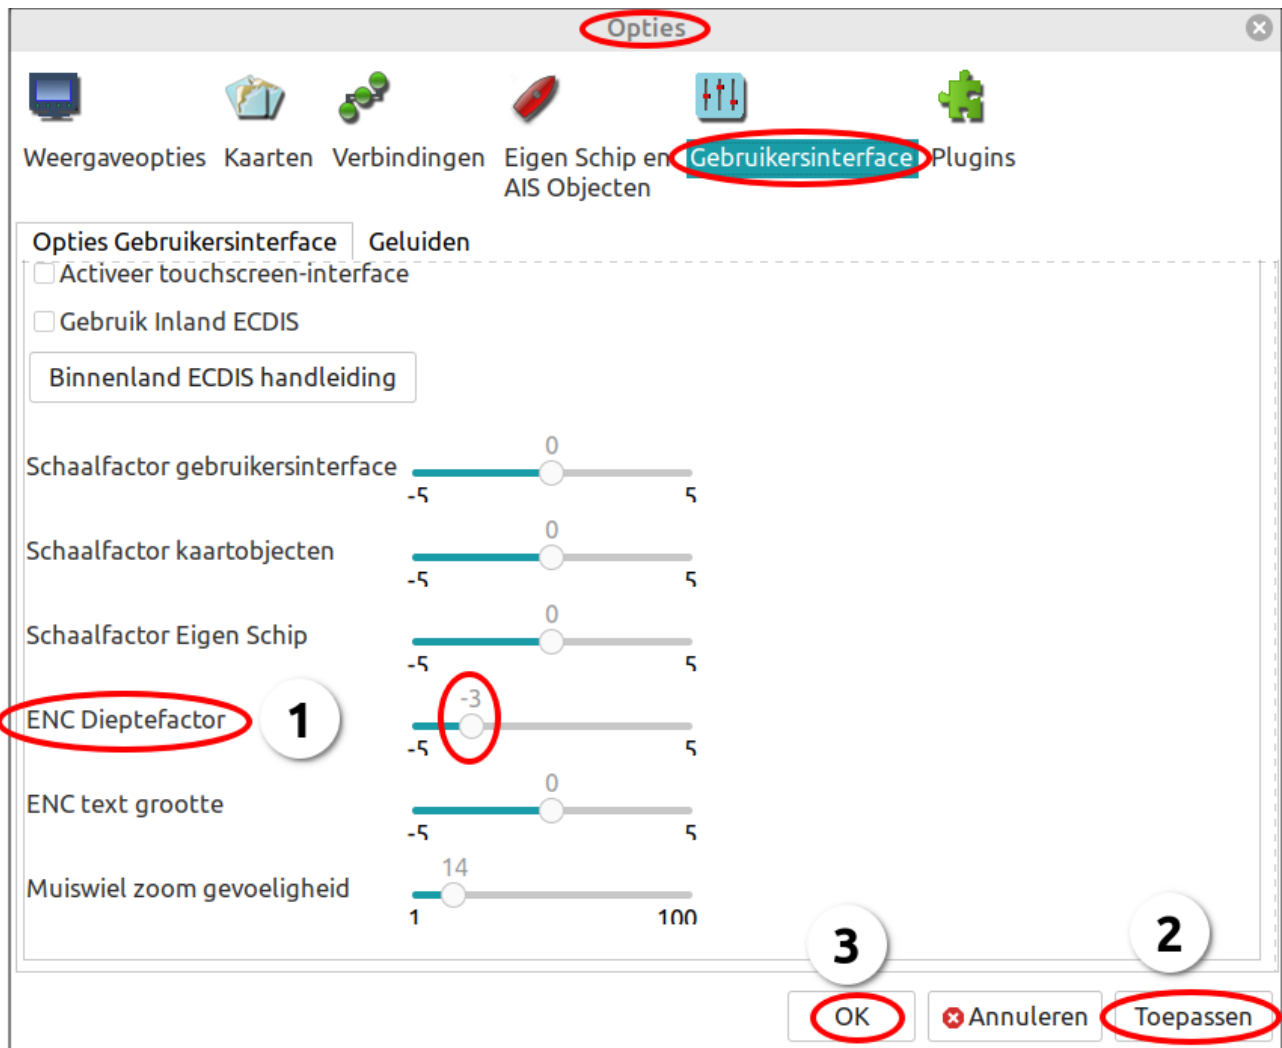 Opties
Weergaveopties Kaarten Verbindingen Eigen Schip en Gebruikersinterface Plugins
AIS Objecten
Opties Gebruikersinterface Geluiden
Activeer touchscreen-interface
Gebruik Inland ECDIS
Binnenland ECDIS handleiding
0
Schaalfactor gebruikersinterface
-5 5
0
Schaalfactor kaartobjecten
-5 5
0
Schaalfactor Eigen Schip
-5 5
-3
ENC Dieptefactor 1
-5 5
0
ENC text grootte
-5 5
14
Muiswiel zoom gevoeligheid
1 100
3 2
OK Annuleren Toepassen